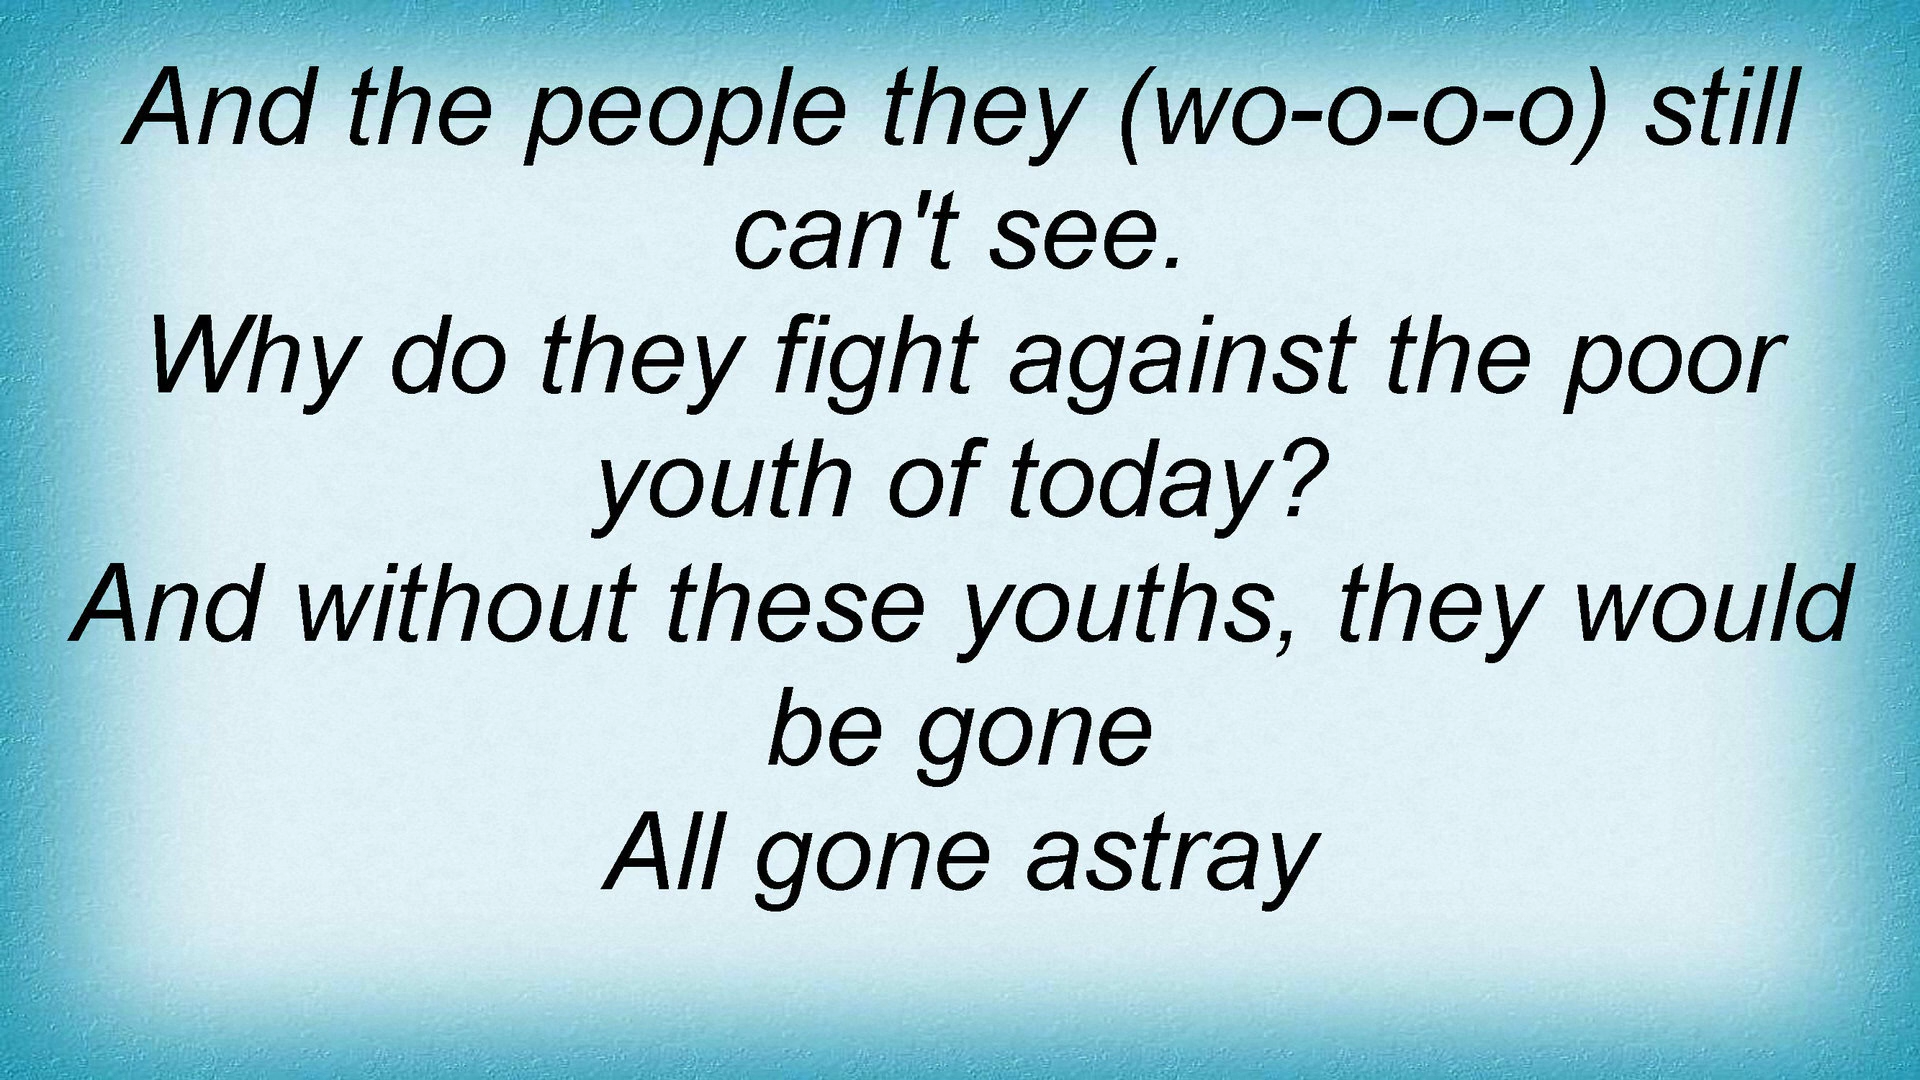 And the people they (wo-o-o-o) still
can't see.
Why do they fight against the poor
youth of today?
And without these youths, they would
be gone
All gone astray